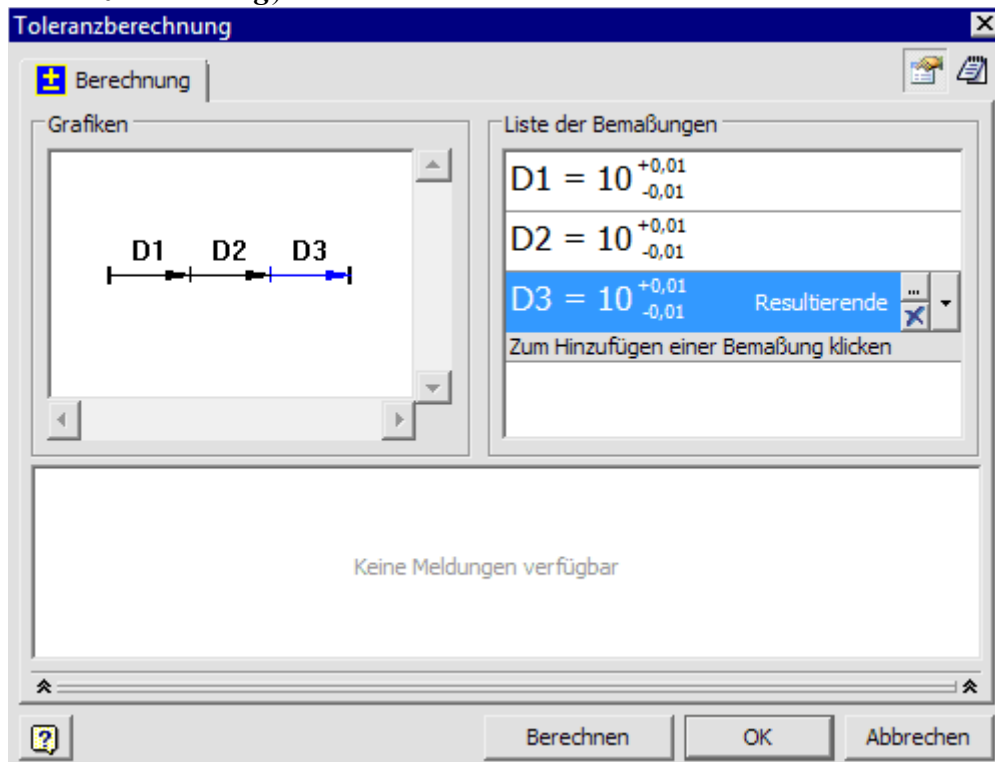 Toleranzberechnung
Berechnung
Grafiken
D1 D2 D3
Liste der Bemaßungen
D1 = 10 +0,01 -0,01
D2 = 10 +0,01 -0,01
D3 = 10 +0,01 -0,01 Resultierende ...
Zum Hinzufügen einer Bemaßung klicken
Keine Meldungen verfügbar
Berechnen OK Abbrechen